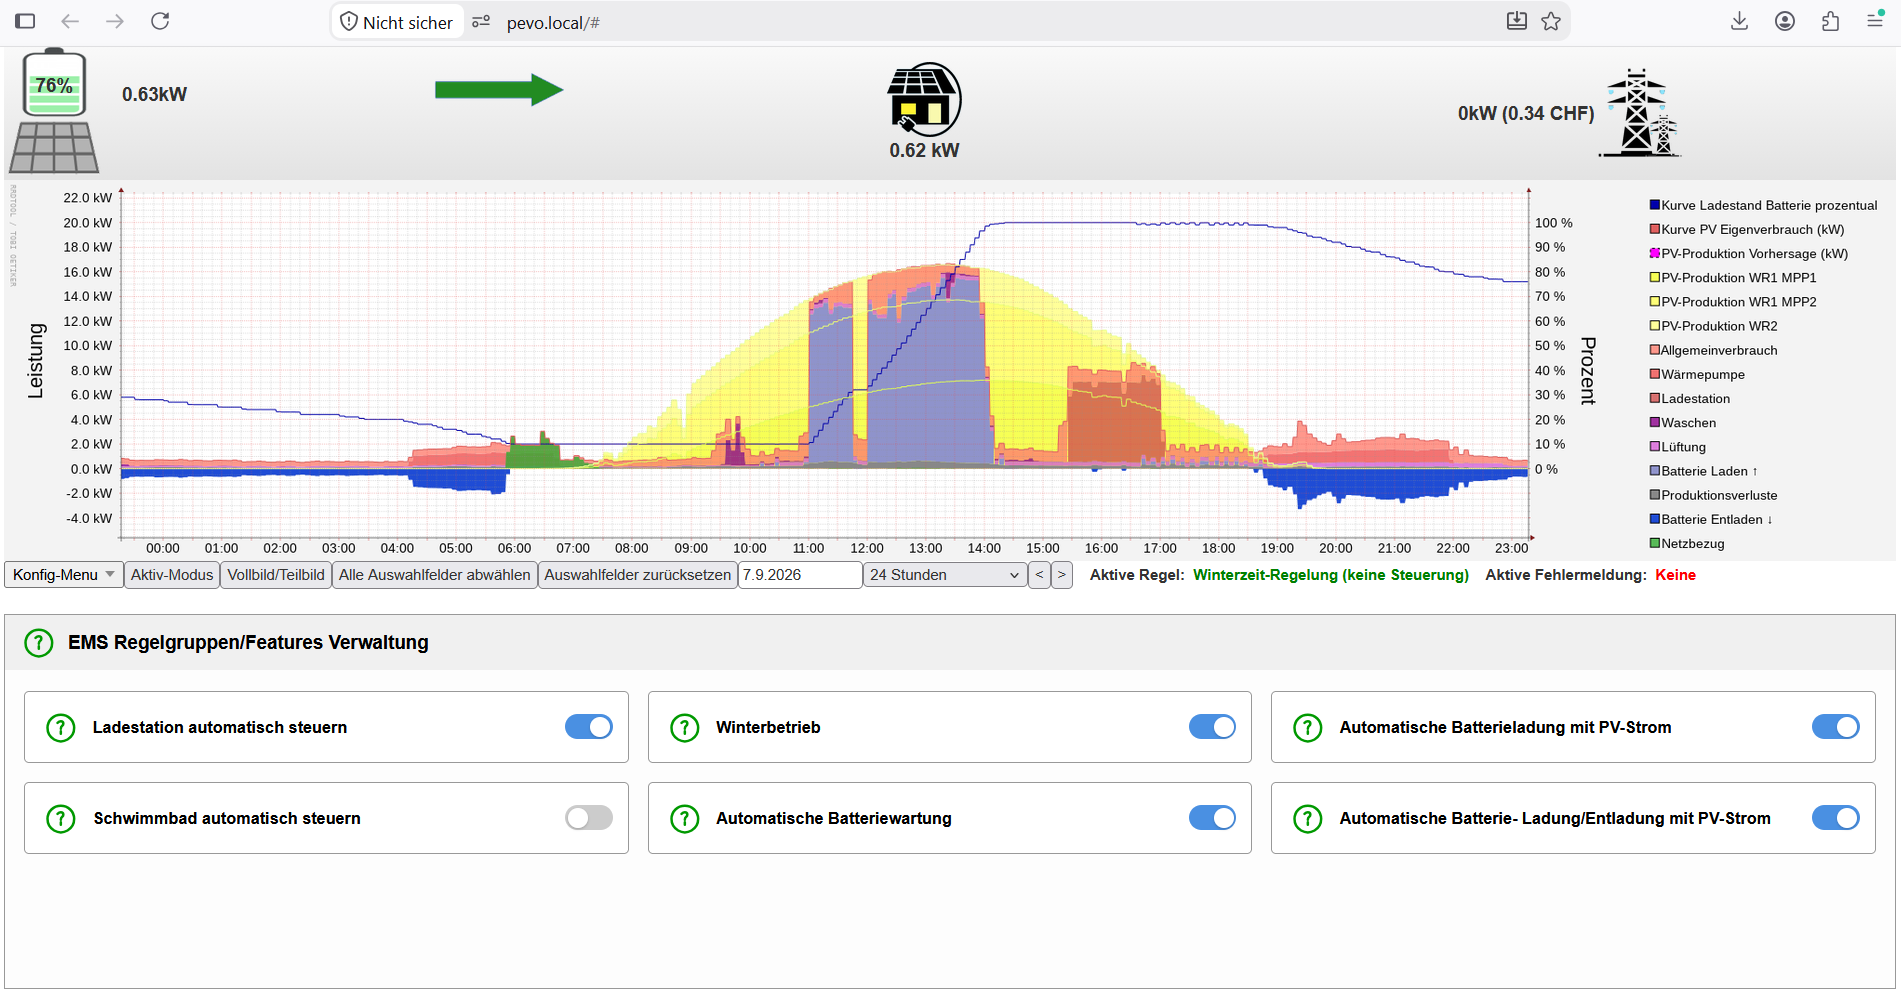 Nicht sicher
pevo.local/#
76%
0.63kW
0.62 kW
0kW (0.34 CHF)
RRDTOOL / TOBI OETIKER
Leistung
22.0 kW
20.0 kW
18.0 kW
16.0 kW
14.0 kW
12.0 kW
10.0 kW
8.0 kW
6.0 kW
4.0 kW
2.0 kW
0.0 kW
-2.0 kW
-4.0 kW
00:00 01:00 02:00 03:00 04:00 05:00 06:00 07:00 08:00 09:00 10:00 11:00 12:00 13:00 14:00 15:00 16:00 17:00 18:00 19:00 20:00 21:00 22:00 23:00
100 %
90 %
80 %
70 %
60 %
50 %
40 %
30 %
20 %
10 %
0 %
Prozent
Kurve Ladestand Batterie prozentual
Kurve PV Eigenverbrauch (kW)
PV-Produktion Vorhersage (kW)
PV-Produktion WR1 MPP1
PV-Produktion WR1 MPP2
PV-Produktion WR2
Allgemeinverbrauch
Wärmepumpe
Ladestation
Waschen
Lüftung
Batterie Laden ↑
Produktionsverluste
Batterie Entladen ↓
Netzbezug
Konfig-Menu Aktiv-Modus Vollbild/Teilbild Alle Auswahlfelder abwählen Auswahlfelder zurücksetzen 7.9.2026 24 Stunden < > Aktive Regel: Winterzeit-Regelung (keine Steuerung) Aktive Fehlermeldung: Keine
? EMS Regelgruppen/Features Verwaltung
? Ladestation automatisch steuern
? Winterbetrieb
? Automatische Batterieladung mit PV-Strom
? Schwimmbad automatisch steuern
? Automatische Batteriewartung
? Automatische Batterie- Ladung/Entladung mit PV-Strom